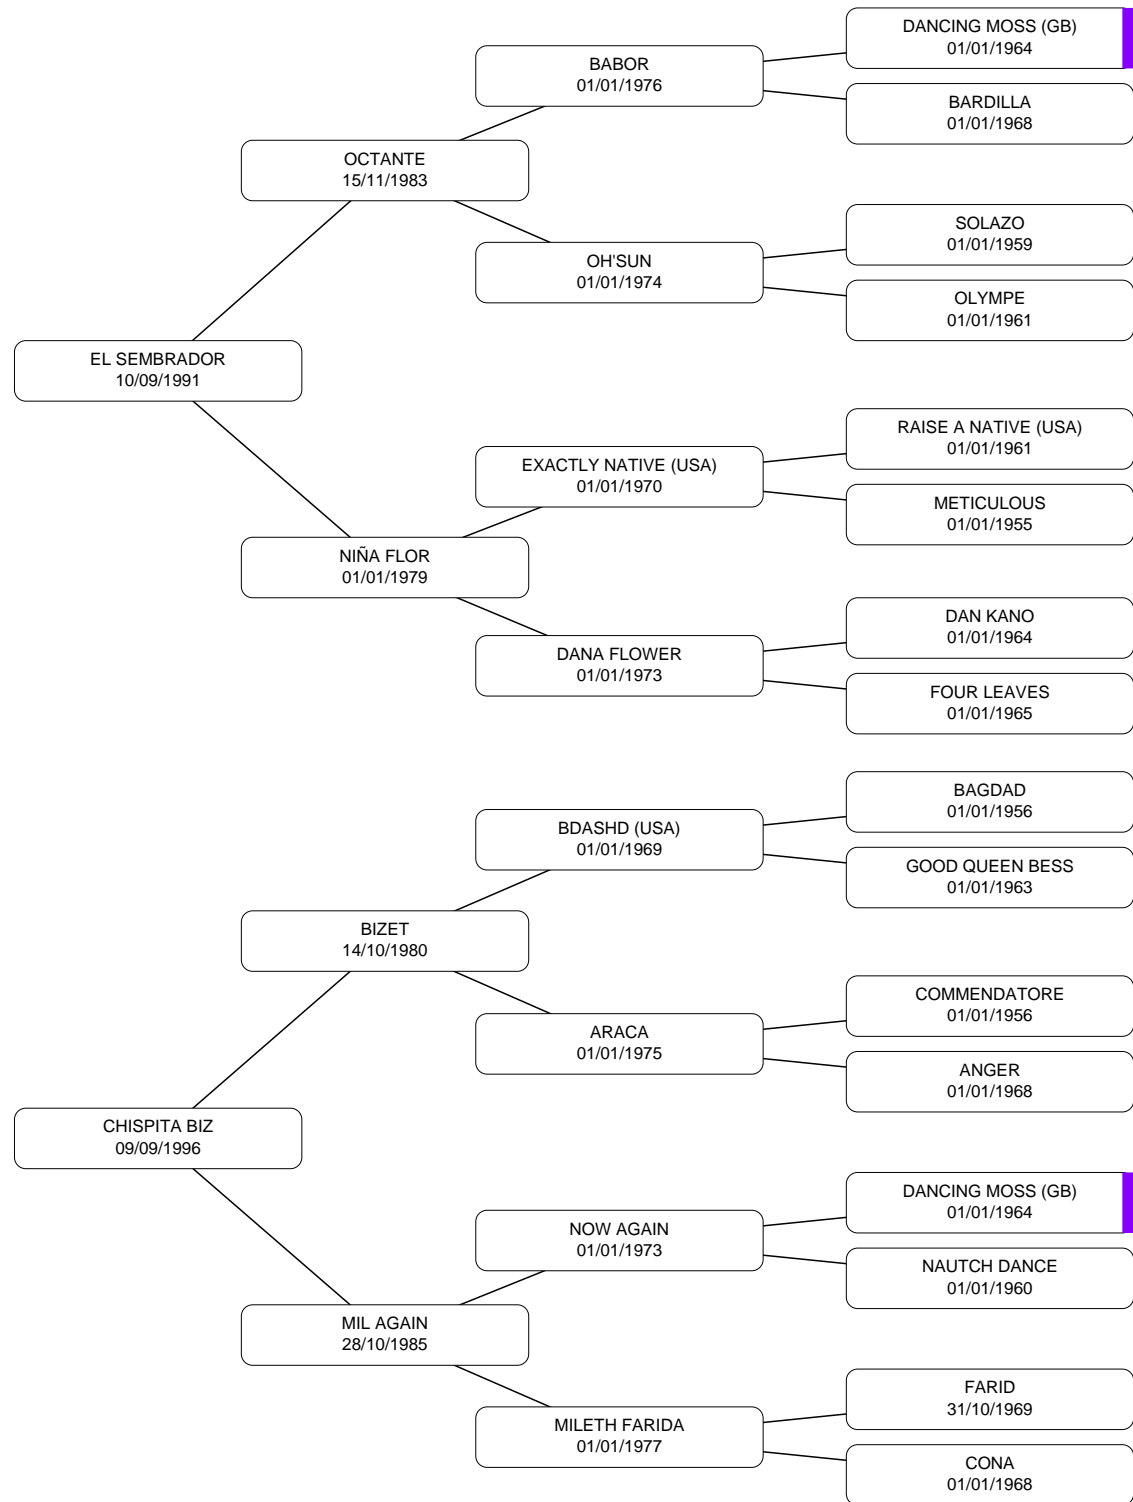 DANCING MOSS (GB)
01/01/1964
BABOR
01/01/1976
BARDILLA
01/01/1968
OCTANTE
15/11/1983
SOLAZO
01/01/1959
OH'SUN
01/01/1974
OLYMPE
01/01/1961
EL SEMBRADOR
10/09/1991
RAISE A NATIVE (USA)
01/01/1961
EXACTLY NATIVE (USA)
01/01/1970
METICULOUS
01/01/1955
NIÑA FLOR
01/01/1979
DAN KANO
01/01/1964
DANA FLOWER
01/01/1973
FOUR LEAVES
01/01/1965
BAGDAD
01/01/1956
BDASHD (USA)
01/01/1969
GOOD QUEEN BESS
01/01/1963
BIZET
14/10/1980
COMMENDATORE
01/01/1956
ARACA
01/01/1975
ANGER
01/01/1968
CHISPITA BIZ
09/09/1996
DANCING MOSS (GB)
01/01/1964
NOW AGAIN
01/01/1973
NAUTCH DANCE
01/01/1960
MIL AGAIN
28/10/1985
FARID
31/10/1969
MILETH FARIDA
01/01/1977
CONA
01/01/1968